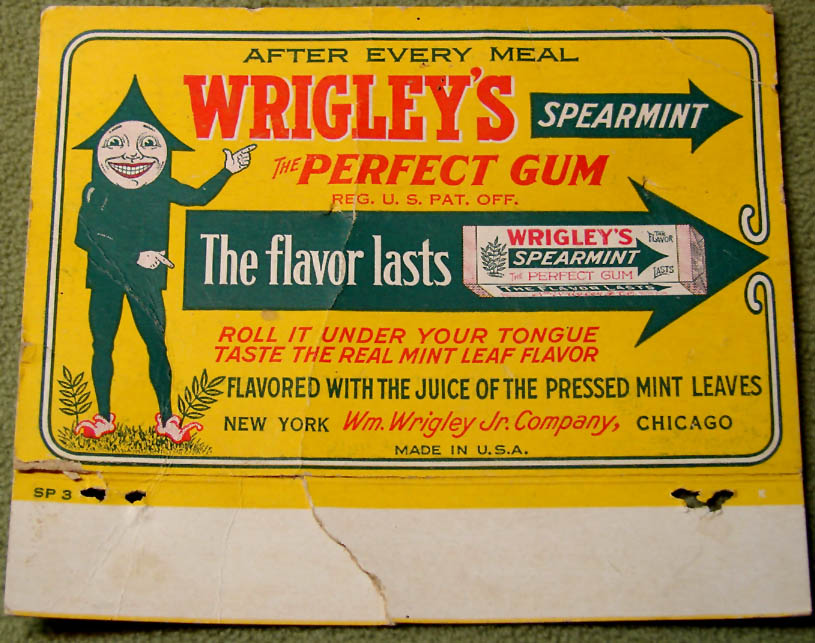 AFTER EVERY MEAL
WRIGLEY'S SPEARMINT
THE PERFECT GUM
REG. U. S. PAT. OFF.
The flavor lasts
WRIGLEY'S
THE FLAVOR
SPEARMINT
LASTS
THE PERFECT GUM
THE FLAVOR LASTS
ROLL IT UNDER YOUR TONGUE
TASTE THE REAL MINT LEAF FLAVOR
FLAVORED WITH THE JUICE OF THE PRESSED MINT LEAVES
NEW YORK Wm. Wrigley Jr. Company, CHICAGO
MADE IN U.S.A.
SP 3